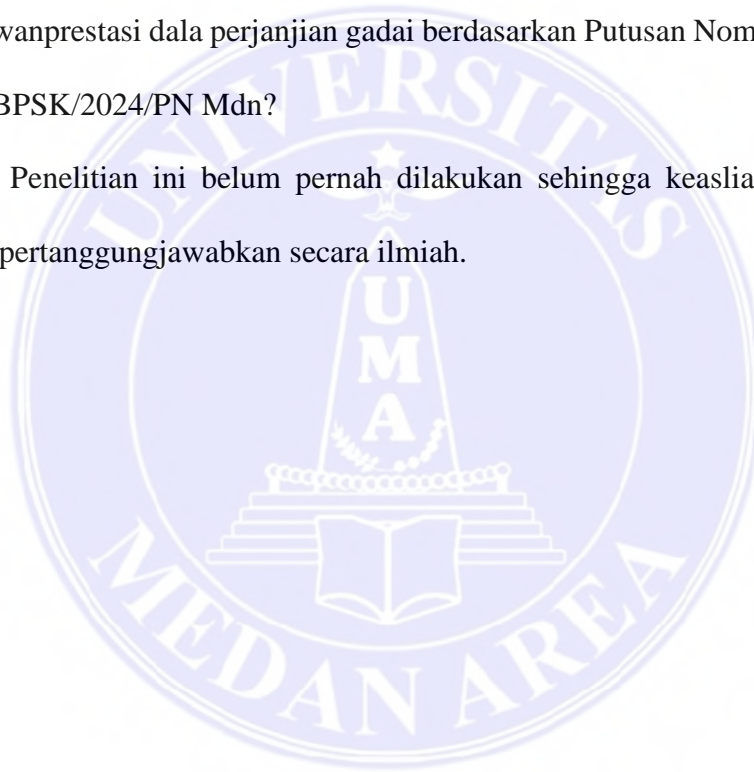 wanprestasi dala perjanjian gadai berdasarkan Putusan Nom
BPSK/2024/PN Mdn?
Penelitian ini belum pernah dilakukan sehingga keaslia
pertanggungjawabkan secara ilmiah.
UNIVERSITAS
U
M
A
MEDAN AREA